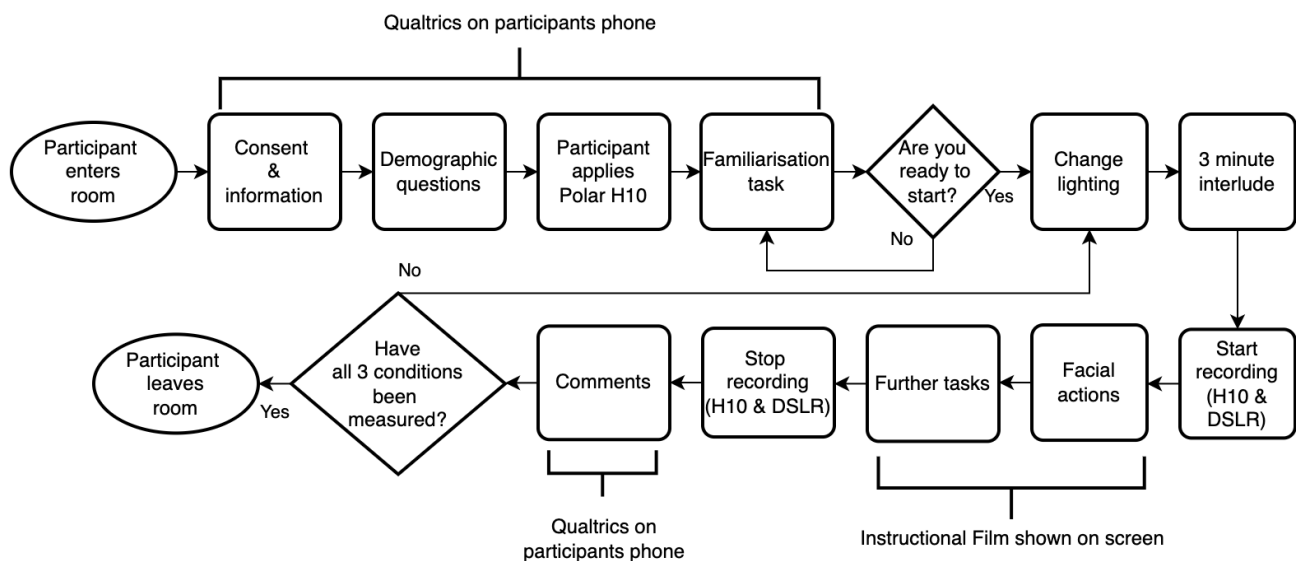 Qualtrics on participants phone
Participant
enters
room
Consent
&
information
Demographic
questions
Participant
applies
Polar H10
Familiarisation
task
Are you
ready to
start?
Yes
No
Change
lighting
3 minute
interlude
Start
recording
(H10 &
DSLR)
Facial
actions
Further tasks
Stop
recording
(H10 & DSLR)
Comments
Have
all 3 conditions
been
measured?
No
Yes
Participant
leaves
room
Qualtrics on
participants phone
Instructional Film shown on screen